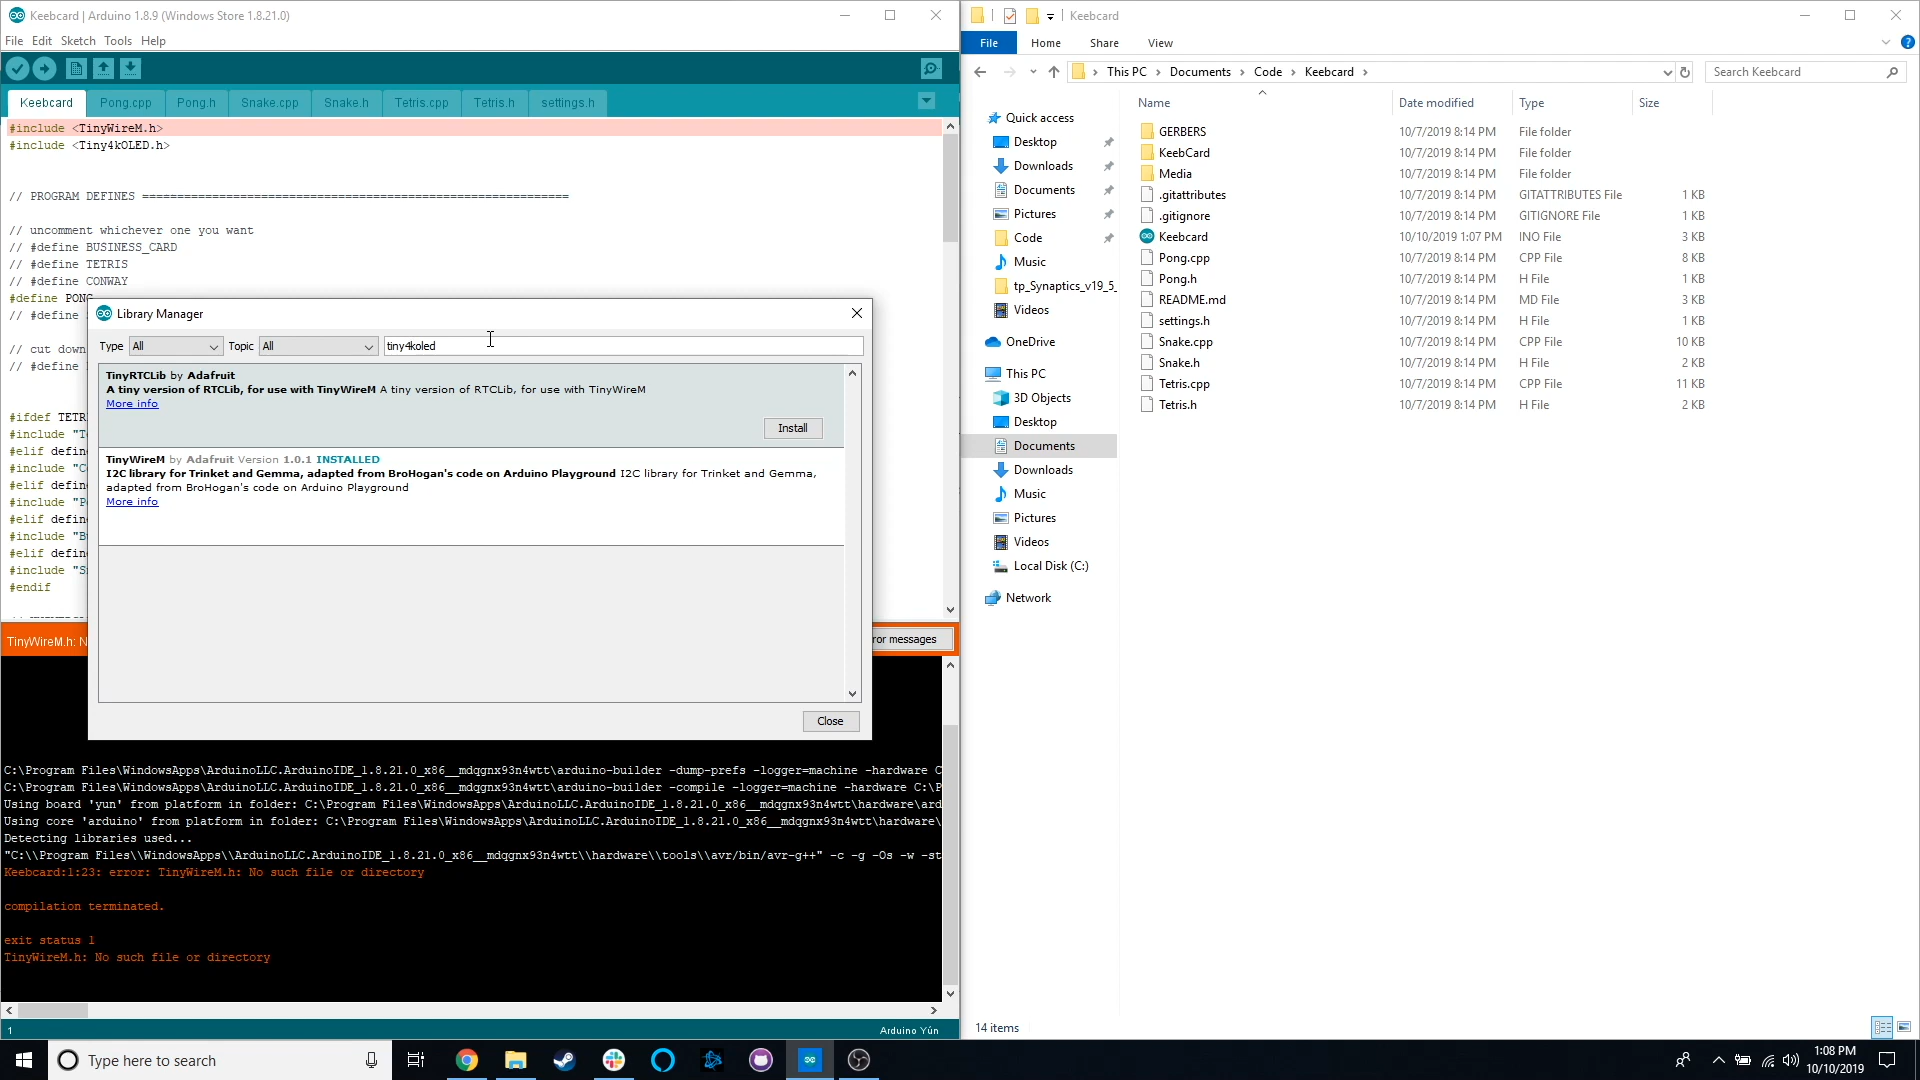 Keebcard | Arduino 1.8.9 (Windows Store 1.8.21.0)
File Edit Sketch Tools Help
Keebcard Pong.cpp Pong.h Snake.cpp Snake.h Tetris.cpp Tetris.h settings.h
#include <TinyWireM.h>
#include <Tiny4kOLED.h>
// PROGRAM DEFINES =============================================================
// uncomment whichever one you want
// #define BUSINESS_CARD
// #define TETRIS
// #define CONWAY
#define PONG
// #define
// cut down
// #define
#ifdef TETR
#include "T
#elif defin
#include "C
#elif defin
#include "P
#elif defin
#include "B
#elif defin
#include "S
#endif
Library Manager
Type All Topic All tiny4koled
TinyRTCLib by Adafruit
A tiny version of RTCLib, for use with TinyWireM A tiny version of RTCLib, for use with TinyWireM
More info
Install
TinyWireM by Adafruit Version 1.0.1 INSTALLED
I2C library for Trinket and Gemma, adapted from BroHogan's code on Arduino Playground I2C library for Trinket and Gemma,
adapted from BroHogan's code on Arduino Playground
More info
Close
TinyWireM.h: N
ror messages
C:\Program Files\WindowsApps\ArduinoLLC.ArduinoIDE_1.8.21.0_x86__mdqgnx93n4wtt\arduino-builder -dump-prefs -logger=machine -hardware C
C:\Program Files\WindowsApps\ArduinoLLC.ArduinoIDE_1.8.21.0_x86__mdqgnx93n4wtt\arduino-builder -compile -logger=machine -hardware C:\P
Using board 'yun' from platform in folder: C:\Program Files\WindowsApps\ArduinoLLC.ArduinoIDE_1.8.21.0_x86__mdqgnx93n4wtt\hardware\ard
Using core 'arduino' from platform in folder: C:\Program Files\WindowsApps\ArduinoLLC.ArduinoIDE_1.8.21.0_x86__mdqgnx93n4wtt\hardware\
Detecting libraries used...
"C:\\Program Files\\WindowsApps\\ArduinoLLC.ArduinoIDE_1.8.21.0_x86__mdqgnx93n4wtt\\hardware\\tools\\avr/bin/avr-g++" -c -g -Os -w -st
Keebcard:1:23: error: TinyWireM.h: No such file or directory
compilation terminated.
exit status 1
TinyWireM.h: No such file or directory
1
Arduino Yún
Keebcard
File Home Share View
This PC > Documents > Code > Keebcard >
Search Keebcard
Quick access
Desktop
Downloads
Documents
Pictures
Code
Music
tp_Synaptics_v19_5_
Videos
OneDrive
This PC
3D Objects
Desktop
Documents
Downloads
Music
Pictures
Videos
Local Disk (C:)
Network
Name Date modified Type Size
GERBERS 10/7/2019 8:14 PM File folder
KeebCard 10/7/2019 8:14 PM File folder
Media 10/7/2019 8:14 PM File folder
.gitattributes 10/7/2019 8:14 PM GITATTRIBUTES File 1 KB
.gitignore 10/7/2019 8:14 PM GITIGNORE File 1 KB
Keebcard 10/10/2019 1:07 PM INO File 3 KB
Pong.cpp 10/7/2019 8:14 PM CPP File 8 KB
Pong.h 10/7/2019 8:14 PM H File 1 KB
README.md 10/7/2019 8:14 PM MD File 3 KB
settings.h 10/7/2019 8:14 PM H File 1 KB
Snake.cpp 10/7/2019 8:14 PM CPP File 10 KB
Snake.h 10/7/2019 8:14 PM H File 2 KB
Tetris.cpp 10/7/2019 8:14 PM CPP File 11 KB
Tetris.h 10/7/2019 8:14 PM H File 2 KB
14 items
Type here to search
1:08 PM
10/10/2019